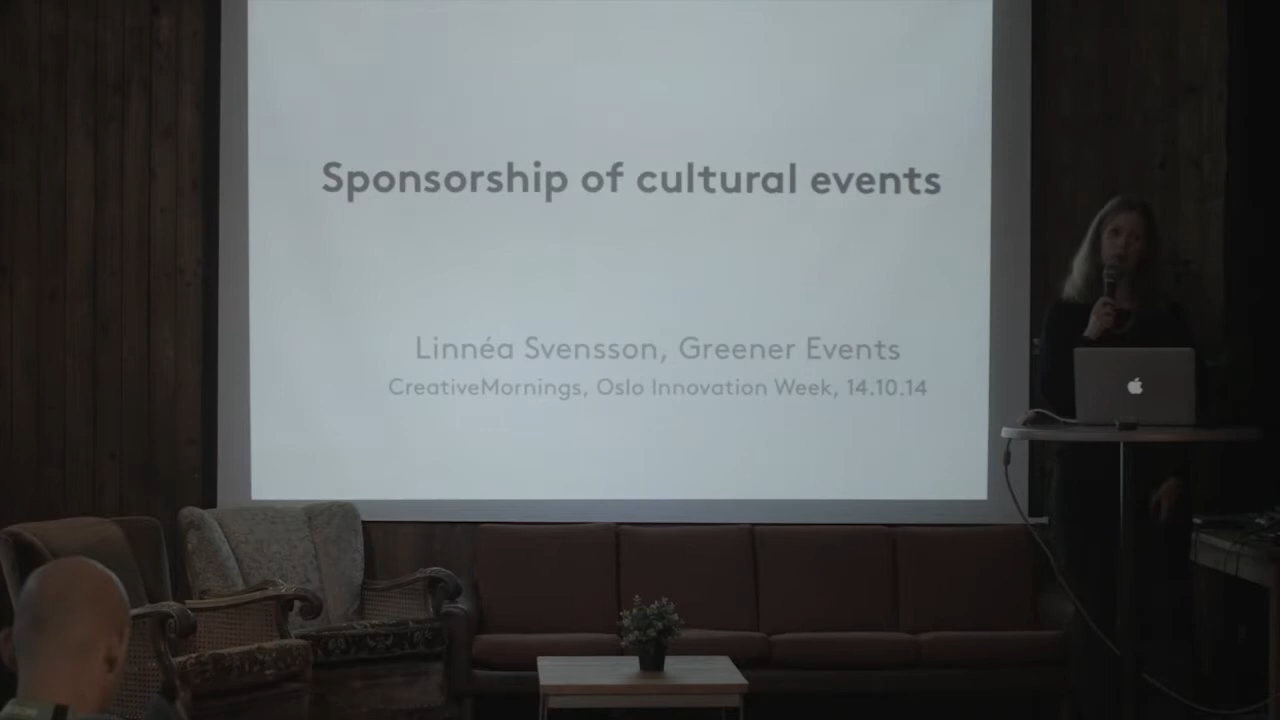 Sponsorship of cultural events
Linnéa Svensson, Greener Events
CreativeMornings, Oslo Innovation Week, 14.10.14